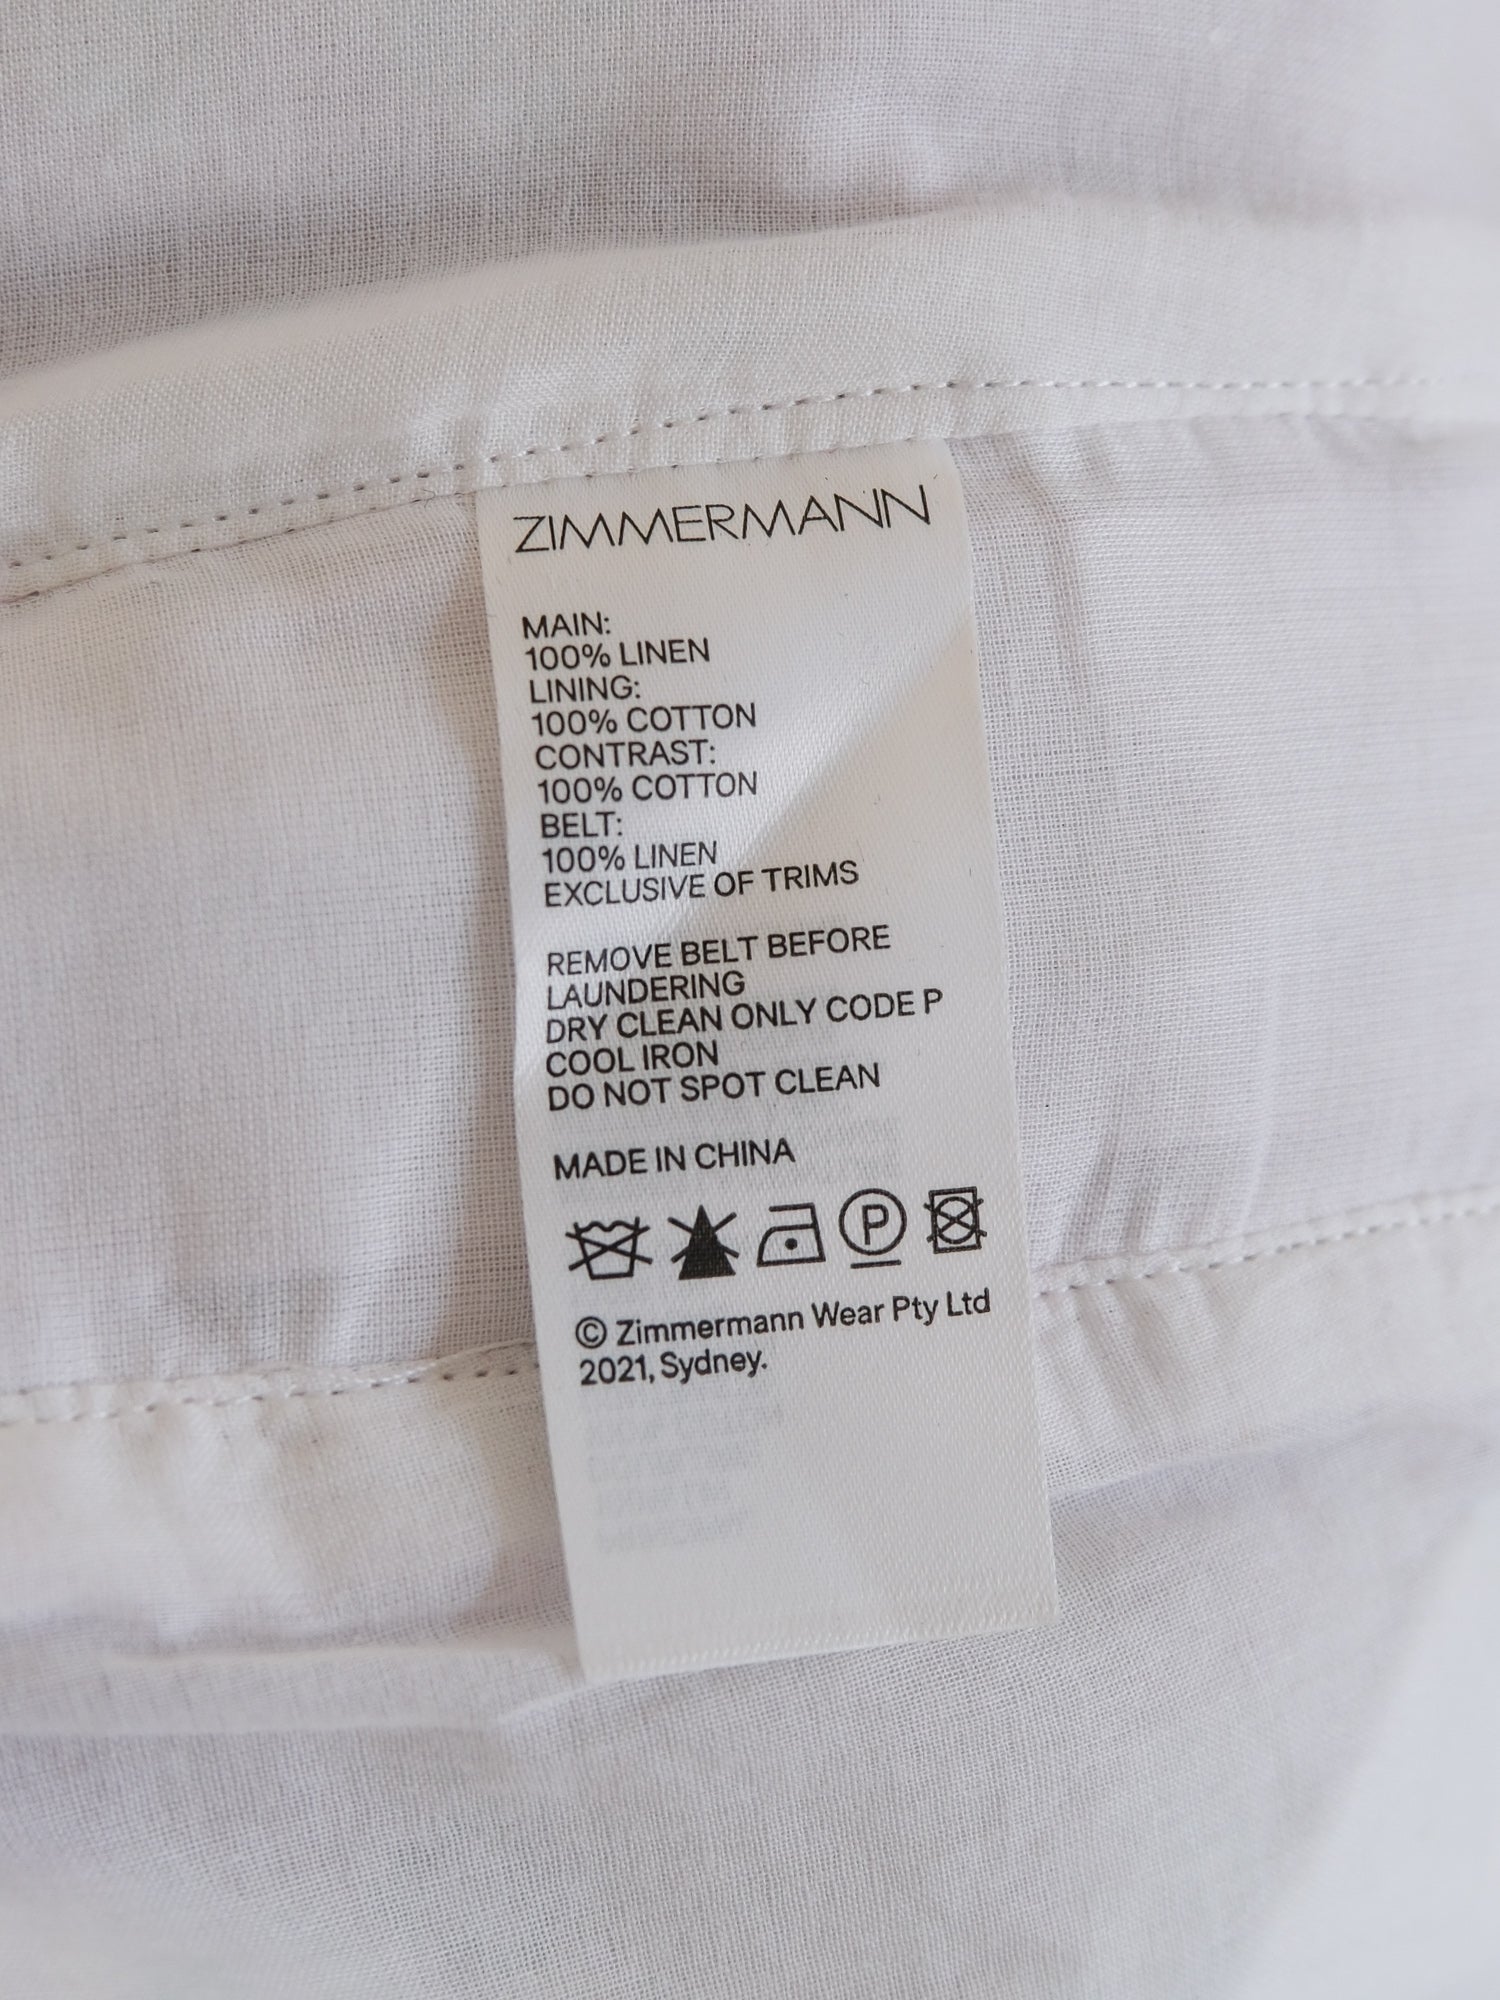 ZIMMERMANN
MAIN:
100% LINEN
LINING:
100% COTTON
CONTRAST:
100% COTTON
BELT:
100% LINEN
EXCLUSIVE OF TRIMS
REMOVE BELT BEFORE
LAUNDERING
DRY CLEAN ONLY CODE P
COOL IRON
DO NOT SPOT CLEAN
MADE IN CHINA
P
© Zimmermann Wear Pty Ltd
2021, Sydney.